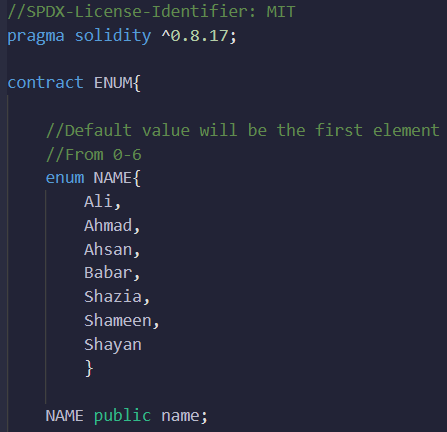 //SPDX-License-Identifier: MIT
pragma solidity ^0.8.17;
contract ENUM{
//Default value will be the first element
//From 0-6
enum NAME{
Ali,
Ahmad,
Ahsan,
Babar,
Shazia,
Shameen,
Shayan
}
NAME public name;